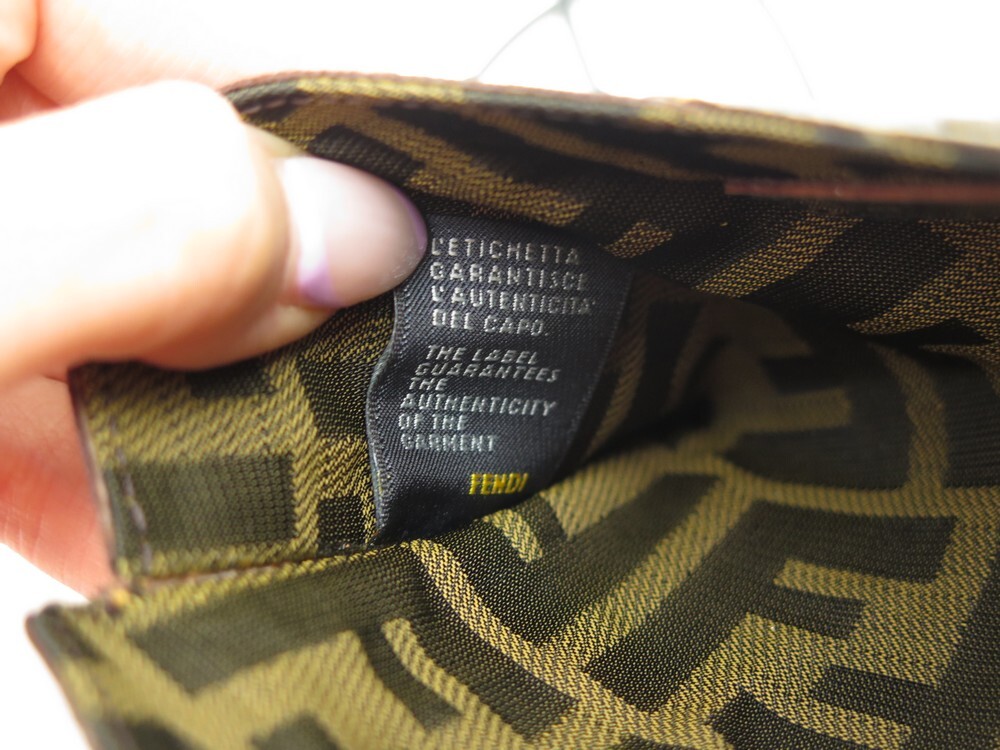 L'ETICHETTA
GARANTISCE
L'AUTENTICITA'
DEL CAPO.
THE LABEL
GUARANTEES
THE
AUTHENTICITY
OF THE
GARMENT
FENDI